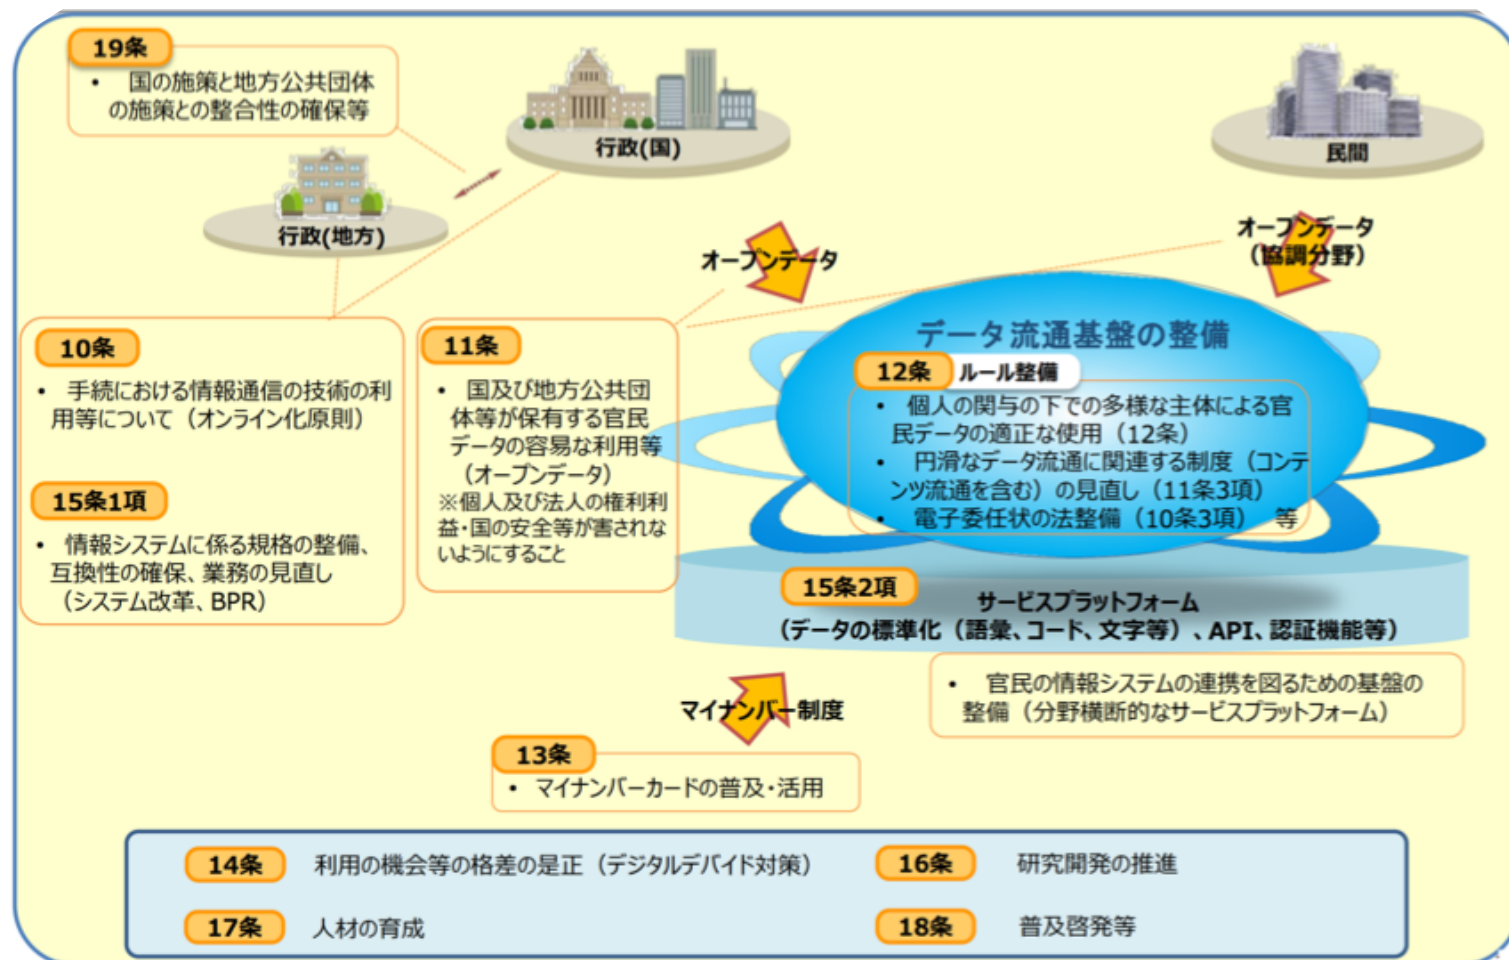 19条
• 国の施策と地方公共団体
の施策との整合性の確保等
行政(国)
民間
行政(地方)
オープンデータ
オープンデータ
（協調分野）
10条
• 手続における情報通信の技術の利
用等について（オンライン化原則）
15条1項
• 情報システムに係る規格の整備、
互換性の確保、業務の見直し
（システム改革、BPR）
11条
• 国及び地方公共団
体等が保有する官民
データの容易な利用等
（オープンデータ）
※個人及び法人の権利利
益・国の安全等が害されな
いようにすること
データ流通基盤の整備
12条 ルール整備
• 個人の関与の下での多様な主体による官
民データの適正な使用（12条）
• 円滑なデータ流通に関連する制度（コンテ
ンツ流通を含む）の見直し（11条3項）
• 電子委任状の法整備（10条3項） 等
15条2項
サービスプラットフォーム
（データの標準化（語彙、コード、文字等）、API、認証機能等）
• 官民の情報システムの連携を図るための基盤の
整備（分野横断的なサービスプラットフォーム）
マイナンバー制度
13条
• マイナンバーカードの普及・活用
14条 利用の機会等の格差の是正（デジタルデバイド対策）
16条 研究開発の推進
17条 人材の育成
18条 普及啓発等